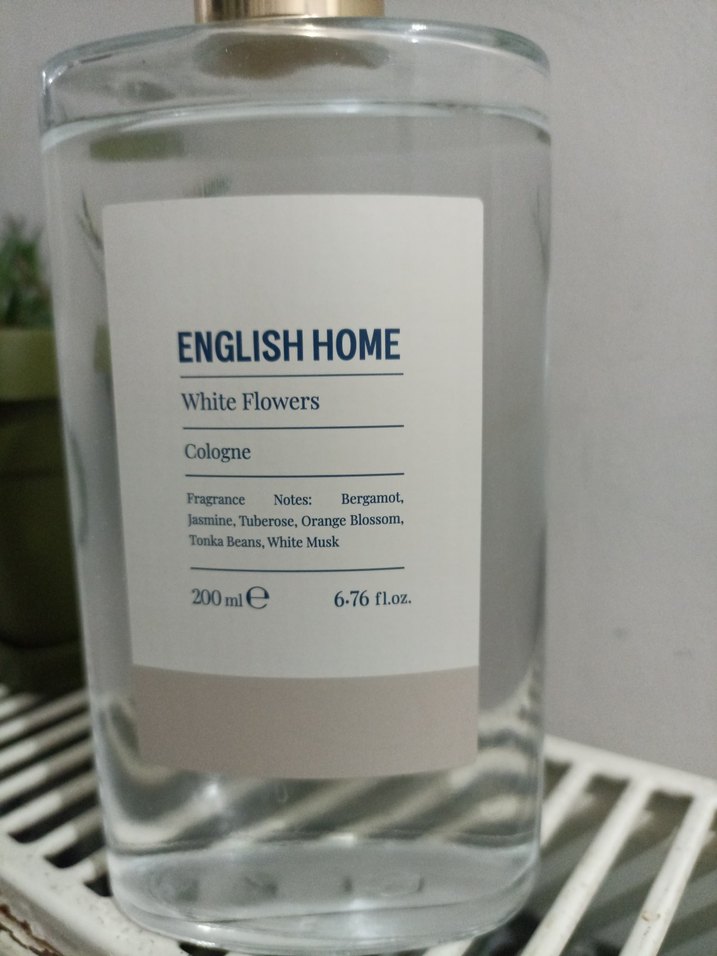 ENGLISH HOME
White Flowers
Cologne
Fragrance Notes: Bergamot,
Jasmine, Tuberose, Orange Blossom,
Tonka Beans, White Musk
200 ml ℮ 6.76 fl.oz.